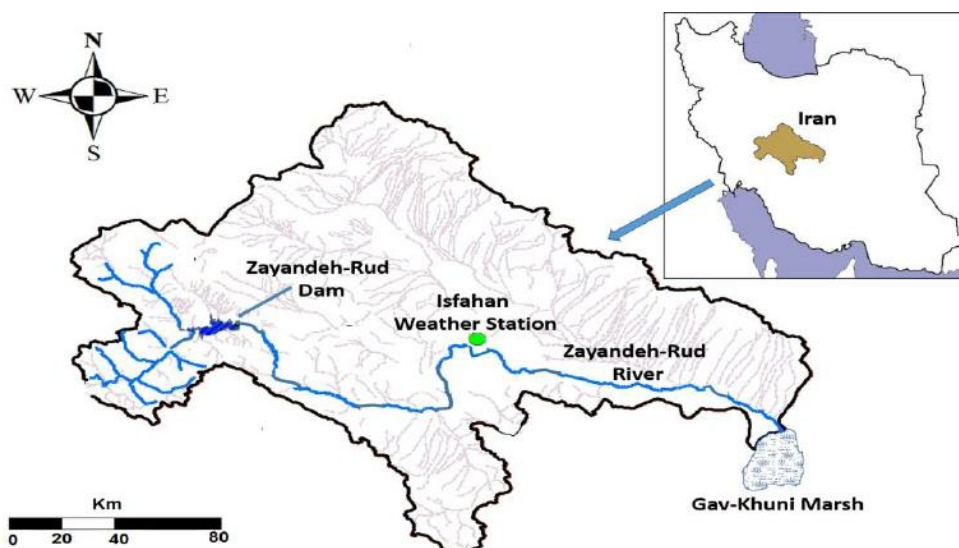 N
W E
S
Iran
Zayandeh-Rud
Dam
Isfahan
Weather Station
Zayandeh-Rud
River
Gav-Khuni Marsh
Km
0 20 40 80